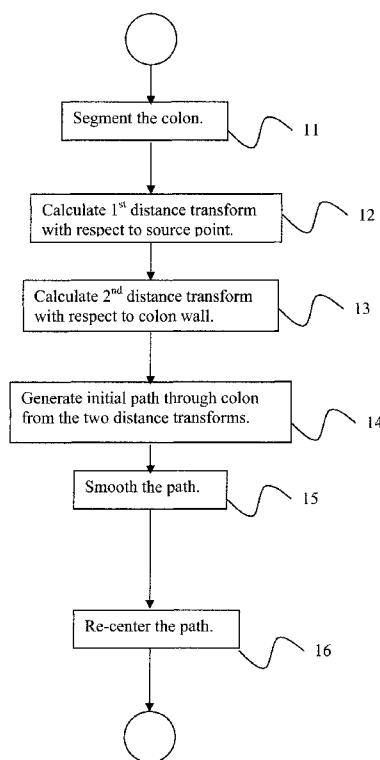 Segment the colon.
11
Calculate 1st distance transform
with respect to source point.
12
Calculate 2nd distance transform
with respect to colon wall.
13
Generate initial path through colon
from the two distance transforms.
14
Smooth the path.
15
Re-center the path.
16